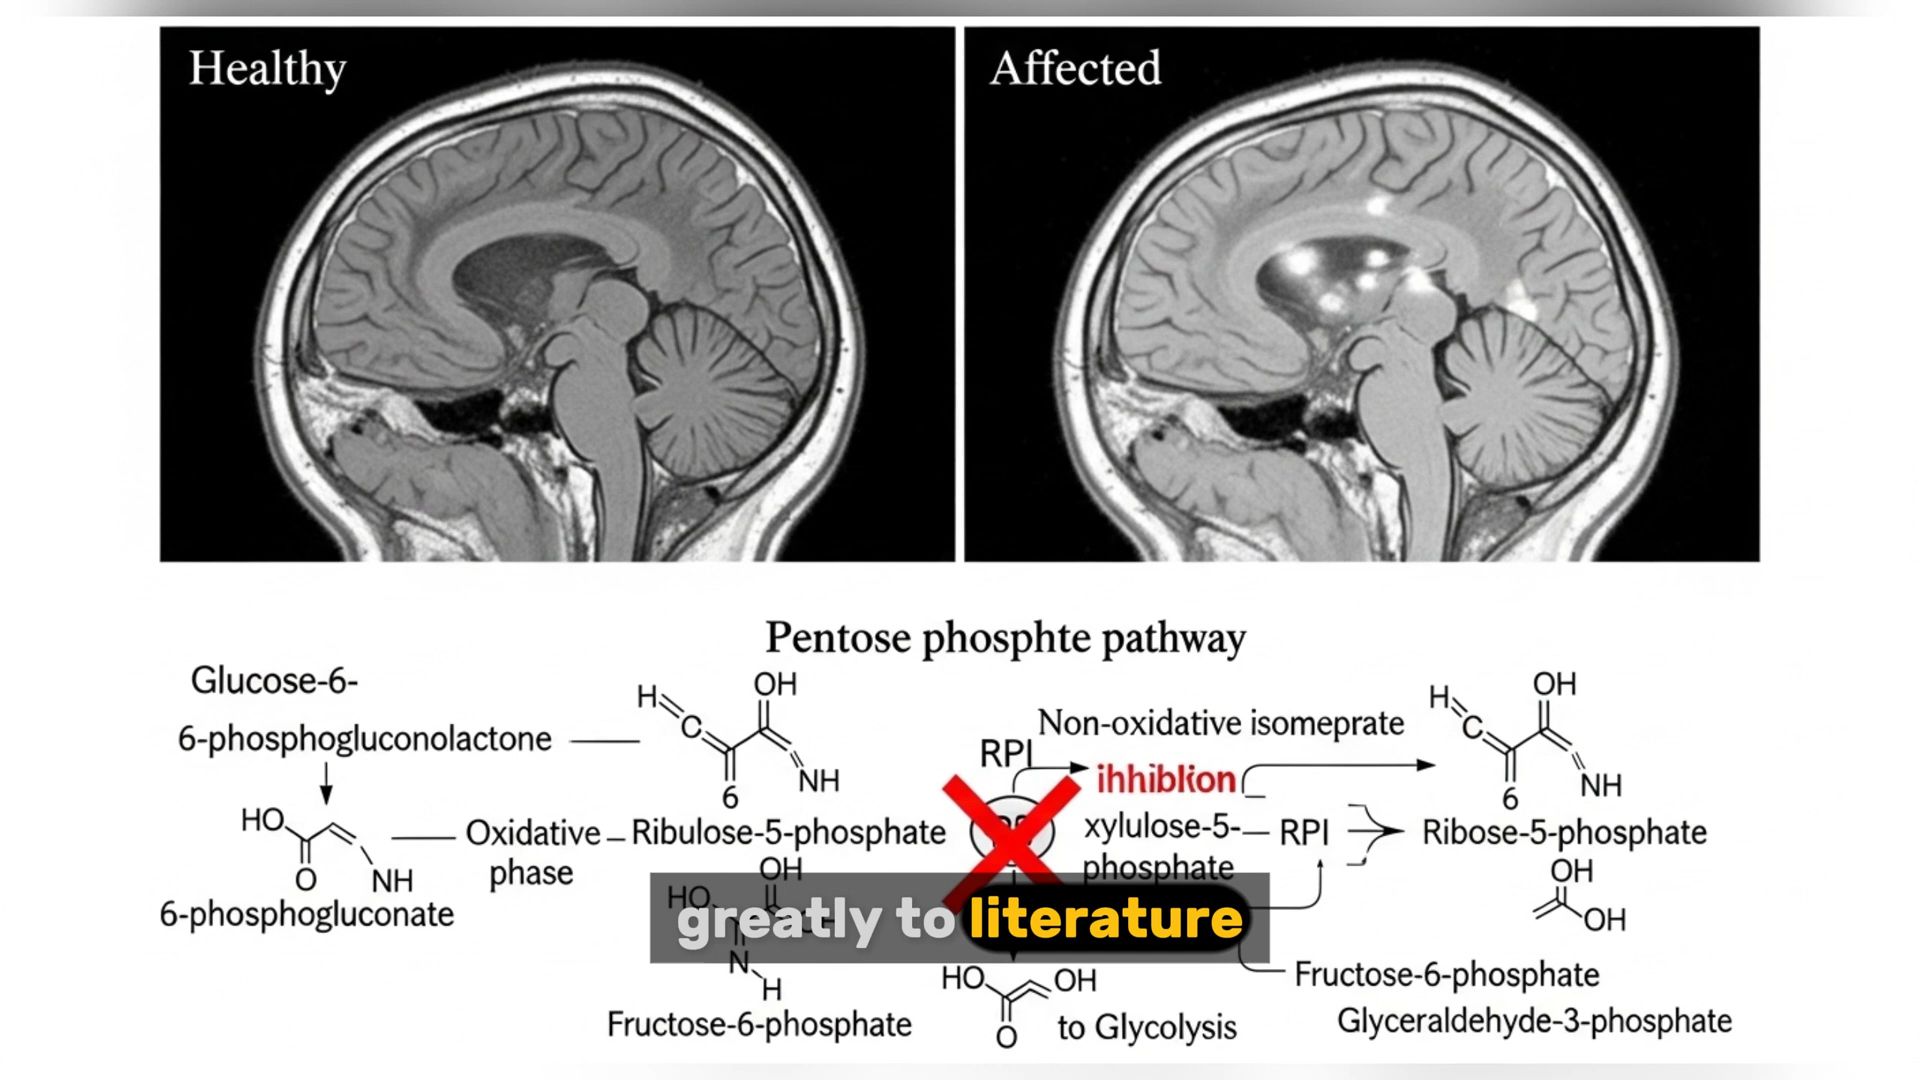 Healthy
Affected
Pentose phosphte pathway
Glucose-6-
6-phosphogluconolactone
HO
O
NH
6-phosphogluconate
Oxidative
phase
H
C
OH
NH
6
Ribulose-5-phosphate
OH
HO
N
H
Fructose-6-phosphate
RPI
Non-oxidative isomeprate
ihhiblion
xylulose-5-
phosphate
RPI
H
C
OH
NH
6
Ribose-5-phosphate
OH
OH
greatly to literature
HO
OH
O
to Glycolysis
Fructose-6-phosphate
Glyceraldehyde-3-phosphate